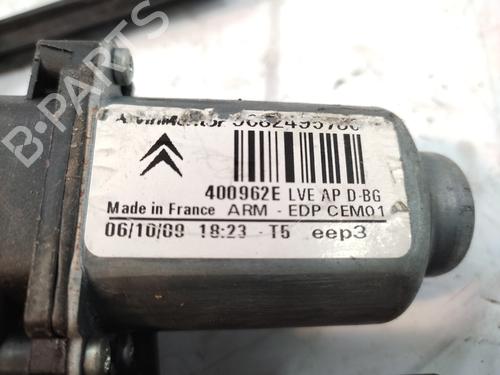 B-PARTS
400962E LVE AP D-BG
Made in France ARM - EDP CEM01
06/10/09 18:23 - T5 eep3